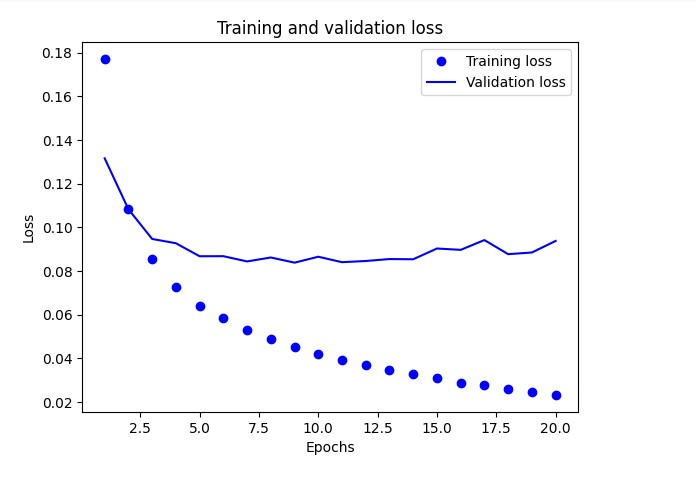 Training and validation loss
Training loss
Validation loss
0.18
0.16
0.14
0.12
0.10
0.08
0.06
0.04
0.02
Loss
2.5 5.0 7.5 10.0 12.5 15.0 17.5 20.0
Epochs